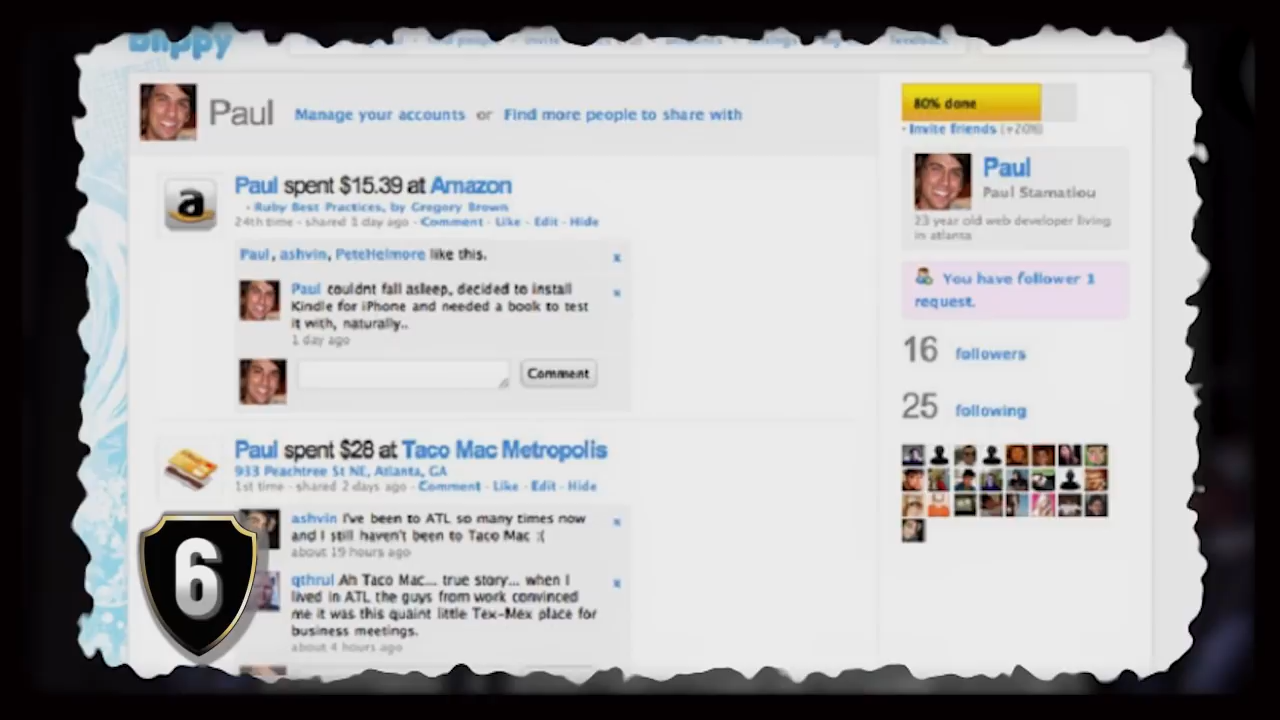 Blippy
feedback
Paul Manage your accounts or Find more people to share with
Paul spent $15.39 at Amazon
· Ruby Best Practices, by Gregory Brown
24th time · shared 1 day ago · Comment · Like · Edit · Hide
Paul, ashvin, PeteHelmore like this. x
Paul couldnt fall asleep, decided to install x
Kindle for iPhone and needed a book to test
it with, naturally..
1 day ago
Comment
Paul spent $28 at Taco Mac Metropolis
933 Peachtree St NE, Atlanta, GA
1st time · shared 2 days ago · Comment · Like · Edit · Hide
ashvin I've been to ATL so many times now x
and I still haven't been to Taco Mac :(
about 19 hours ago
qthrul Ah Taco Mac... true story... when I x
lived in ATL the guys from work convinced
me it was this quaint little Tex-Mex place for
business meetings.
about 4 hours ago
6
80% done
· Invite friends (+20%)
Paul
Paul Stamatiou
23 year old web developer living
in atlanta
You have follower 1
request.
16 followers
25 following